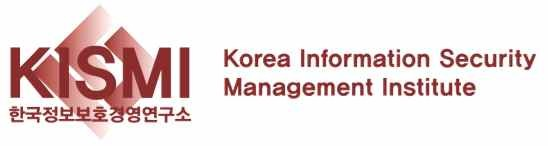 KISMI
한국정보보호경영연구소
Korea Information Security
Management Institute